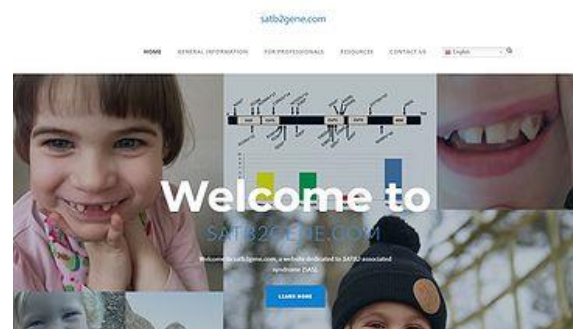 satb2gene.com
HOME GENERAL INFORMATION FOR PROFESSIONALS RESOURCES CONTACT US English
Welcome to
SATB2GENE.COM
Welcome to satb2gene.com, a website dedicated to SATB2-associated
syndrome (SAS).
LEARN MORE